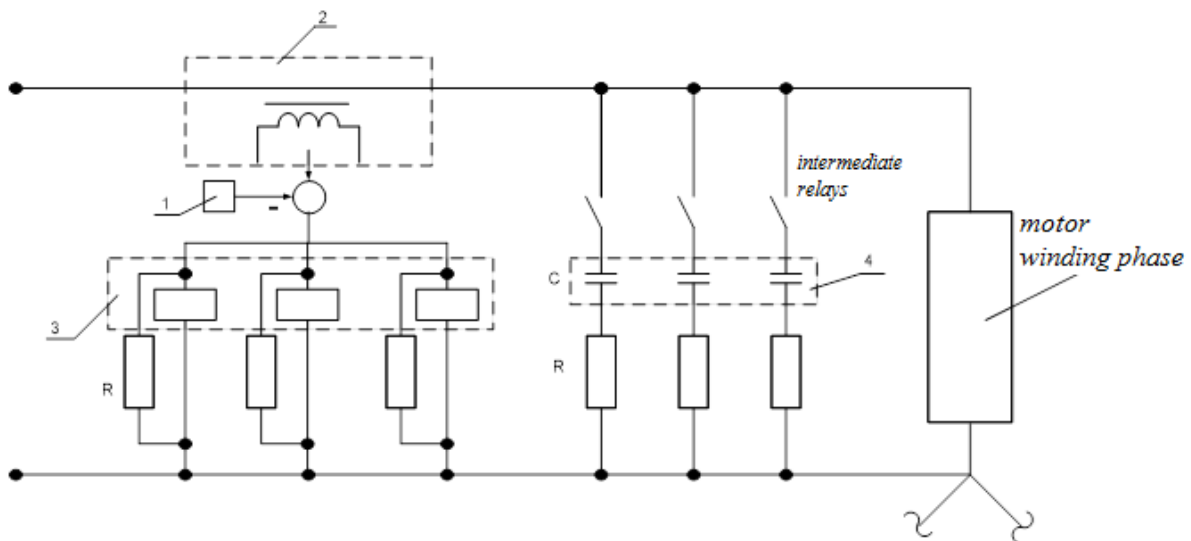 2
intermediate
relays
1
-
motor
winding phase
C
4
3
R
R